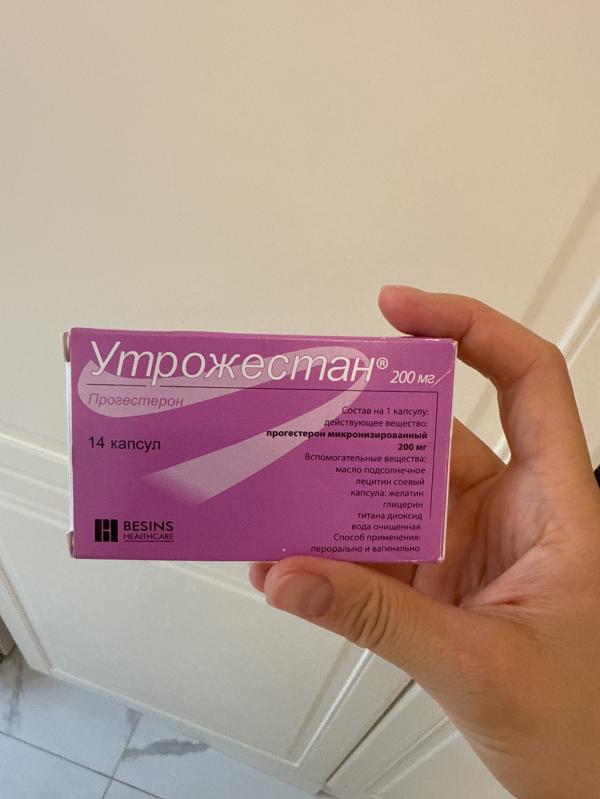 Утрожестан® 200 мг
Прогестерон
14 капсул
Состав на 1 капсулу:
действующее вещество:
прогестерон микронизированный
200 мг
Вспомогательные вещества:
масло подсолнечное
лецитин соевый
капсула: желатин
глицерин
титана диоксид
вода очищенная
Способ применения:
перорально и вагинально
BESINS
HEALTHCARE